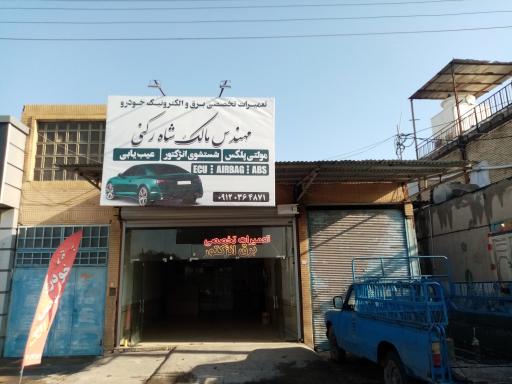 تعمیرات تخصصی برق و الکترونیک خودرو
مهندس مالک شاه رکنی
مولتی پلکس | شستشوی انژکتور | عیب یابی
ECU | AIRBAG | ABS
۰۹۱۴۰۳۶۴۸۷۱
تعمیرات تخصصی
برق انژکتور